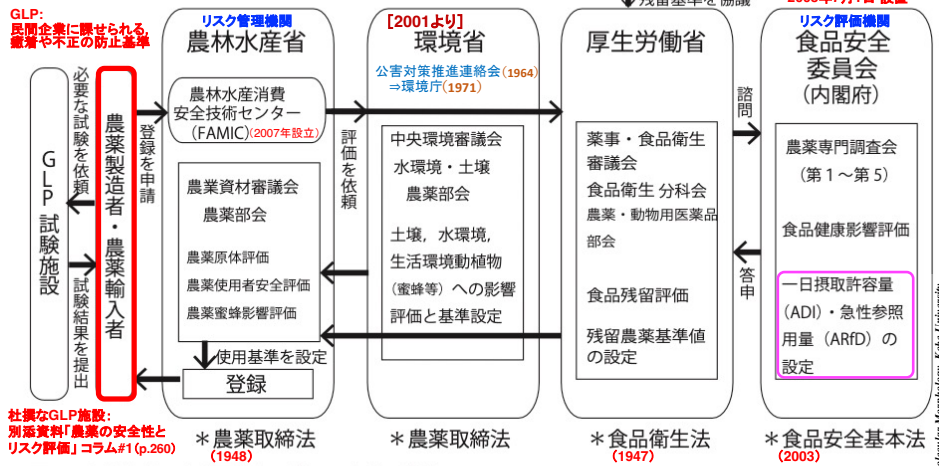 GLP:
民間企業に課せられる,
癒着や不正の防止基準
GLP試験施設
必要な試験を依頼
試験結果を提出
農薬製造者・農薬輸入者
登録を申請
杜撰なGLP施設:
別添資料「農薬の安全性と
リスク評価」コラム#1(p.260)
リスク管理機関
農林水産省
農林水産消費
安全技術センター
(FAMIC)(2007年設立)
農業資材審議会
農薬部会
農薬原体評価
農薬使用者安全評価
農薬蜜蜂影響評価
使用基準を設定
登録
＊農薬取締法
(1948)
評価を依頼
[2001より]
環境省
公害対策推進連絡会(1964)
⇒環境庁(1971)
中央環境審議会
水環境・土壌
農薬部会
土壌，水環境，
生活環境動植物
(蜜蜂等)への影響
評価と基準設定
＊農薬取締法
残留基準を協議
厚生労働省
薬事・食品衛生
審議会
食品衛生 分科会
農薬・動物用医薬品
部会
食品残留評価
残留農薬基準値
の設定
＊食品衛生法
(1947)
諮問
答申
リスク評価機関
食品安全
委員会
(内閣府)
農薬専門調査会
(第1～第5)
食品健康影響評価
一日摂取許容量
(ADI)・急性参照
用量(ARfD)の
設定
＊食品安全基本法
(2003)